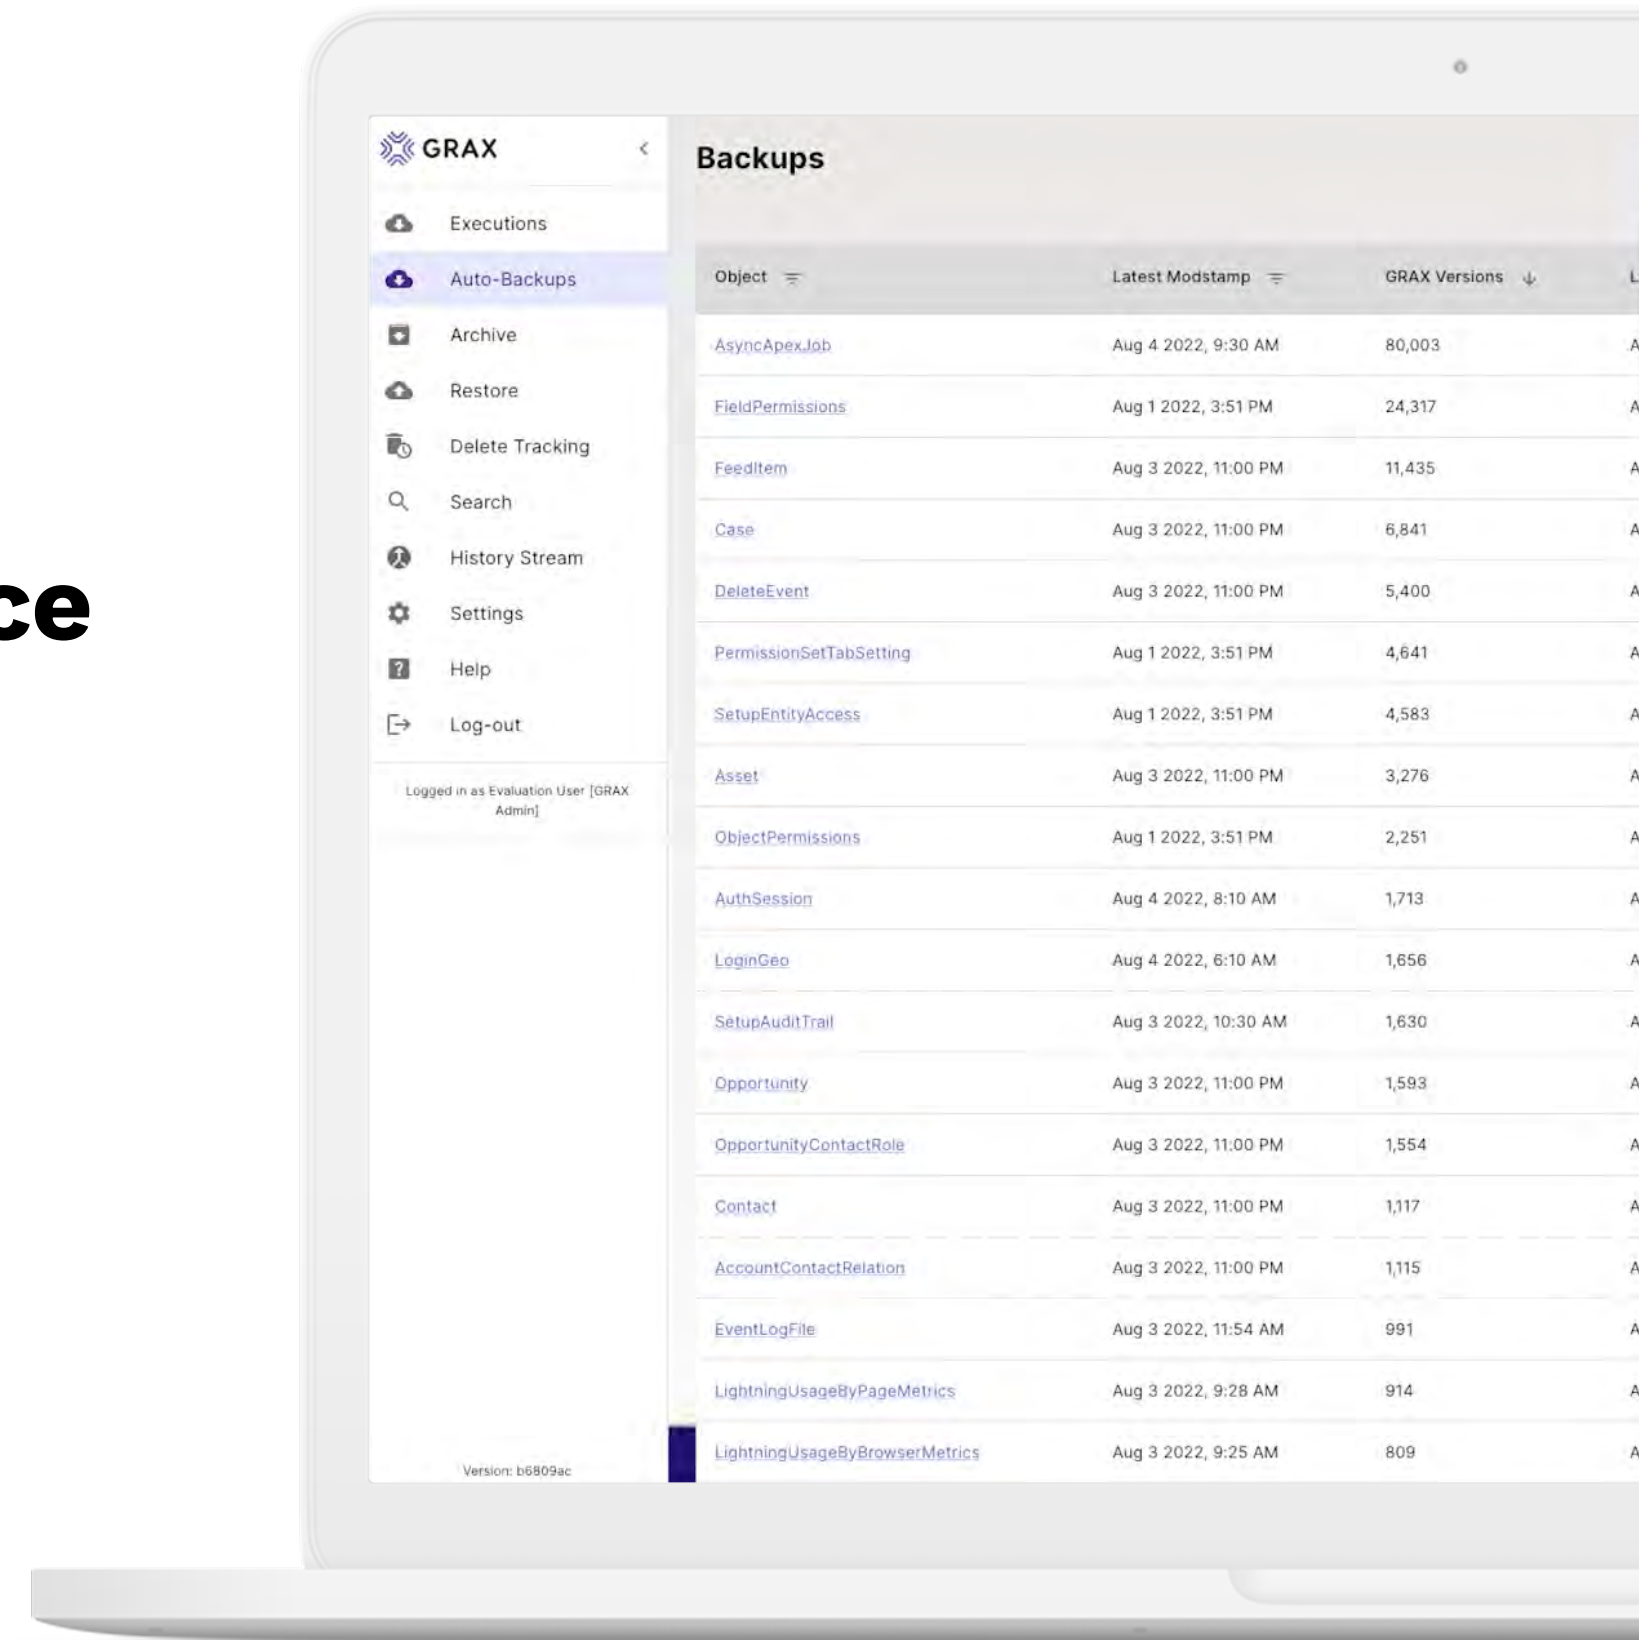 ce
GRAX
Executions
Auto-Backups
Archive
Restore
Delete Tracking
Search
History Stream
Settings
Help
Log-out
Logged in as Evaluation User [GRAX
Admin]
Version: b6809ac
Backups
Object Latest Modstamp GRAX Versions L
AsyncApexJob Aug 4 2022, 9:30 AM 80,003 A
FieldPermissions Aug 1 2022, 3:51 PM 24,317 A
FeedItem Aug 3 2022, 11:00 PM 11,435 A
Case Aug 3 2022, 11:00 PM 6,841 A
DeleteEvent Aug 3 2022, 11:00 PM 5,400 A
PermissionSetTabSetting Aug 1 2022, 3:51 PM 4,641 A
SetupEntityAccess Aug 1 2022, 3:51 PM 4,583 A
Asset Aug 3 2022, 11:00 PM 3,276 A
ObjectPermissions Aug 1 2022, 3:51 PM 2,251 A
AuthSession Aug 4 2022, 8:10 AM 1,713 A
LoginGeo Aug 4 2022, 6:10 AM 1,656 A
SetupAuditTrail Aug 3 2022, 10:30 AM 1,630 A
Opportunity Aug 3 2022, 11:00 PM 1,593 A
OpportunityContactRole Aug 3 2022, 11:00 PM 1,554 A
Contact Aug 3 2022, 11:00 PM 1,117 A
AccountContactRelation Aug 3 2022, 11:00 PM 1,115 A
EventLogFile Aug 3 2022, 11:54 AM 991 A
LightningUsageByPageMetrics Aug 3 2022, 9:28 AM 914 A
LightningUsageByBrowserMetrics Aug 3 2022, 9:25 AM 809 A